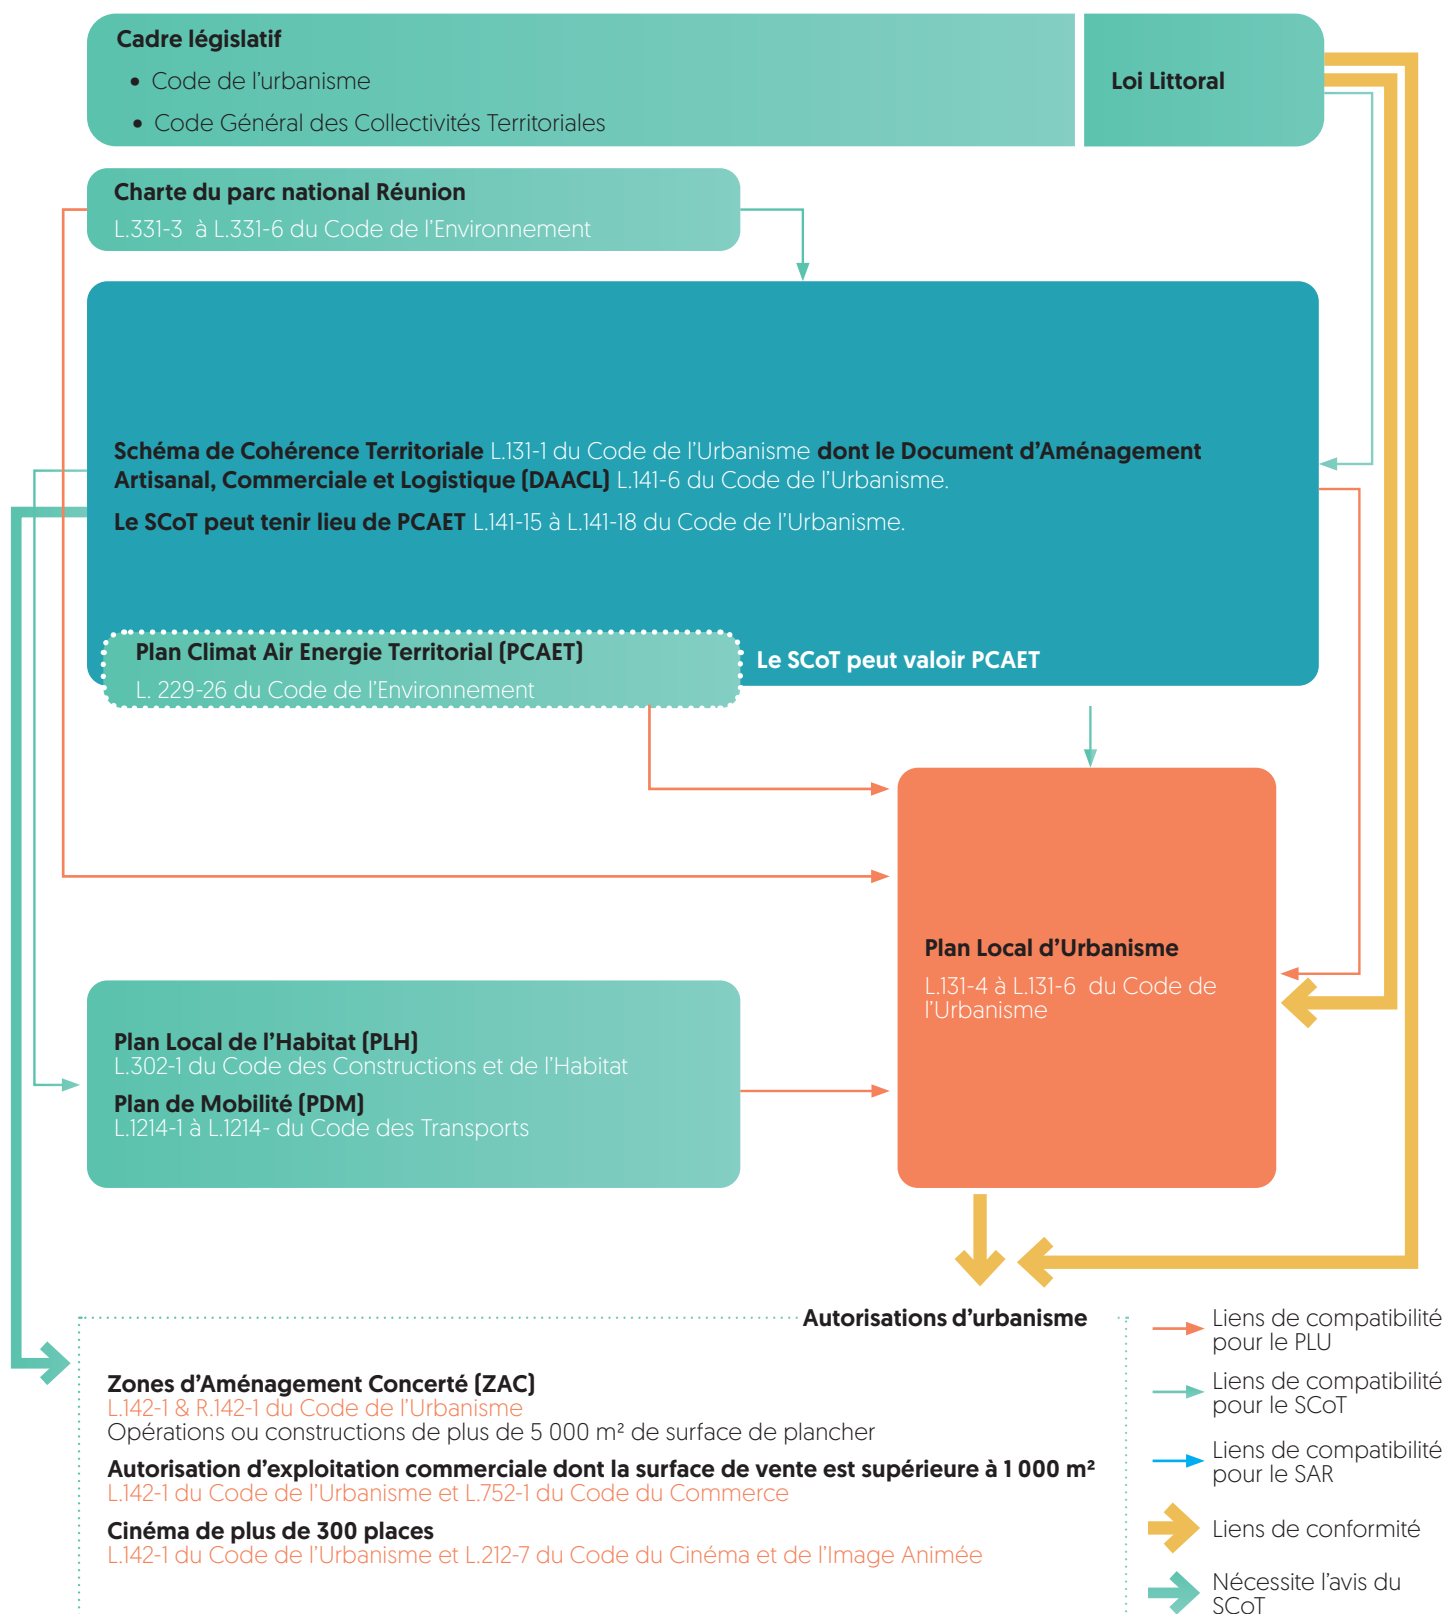 Cadre législatif
• Code de l'urbanisme
• Code Général des Collectivités Territoriales
Loi Littoral
Charte du parc national Réunion
L.331-3 à L.331-6 du Code de l'Environnement
Schéma de Cohérence Territoriale L.131-1 du Code de l'Urbanisme dont le Document d'Aménagement
Artisanal, Commerciale et Logistique (DAACL) L.141-6 du Code de l'Urbanisme.
Le SCoT peut tenir lieu de PCAET L.141-15 à L.141-18 du Code de l'Urbanisme.
Plan Climat Air Energie Territorial (PCAET)
L. 229-26 du Code de l'Environnement
Le SCoT peut valoir PCAET
Plan Local d'Urbanisme
L.131-4 à L.131-6 du Code de
l'Urbanisme
Plan Local de l'Habitat (PLH)
L.302-1 du Code des Constructions et de l'Habitat
Plan de Mobilité (PDM)
L.1214-1 à L.1214- du Code des Transports
Autorisations d'urbanisme
Zones d'Aménagement Concerté (ZAC)
L.142-1 & R.142-1 du Code de l'Urbanisme
Opérations ou constructions de plus de 5 000 m² de surface de plancher
Autorisation d'exploitation commerciale dont la surface de vente est supérieure à 1 000 m²
L.142-1 du Code de l'Urbanisme et L.752-1 du Code du Commerce
Cinéma de plus de 300 places
L.142-1 du Code de l'Urbanisme et L.212-7 du Code du Cinéma et de l'Image Animée
Liens de compatibilité
pour le PLU
Liens de compatibilité
pour le SCoT
Liens de compatibilité
pour le SAR
Liens de conformité
Nécessite l'avis du
SCoT